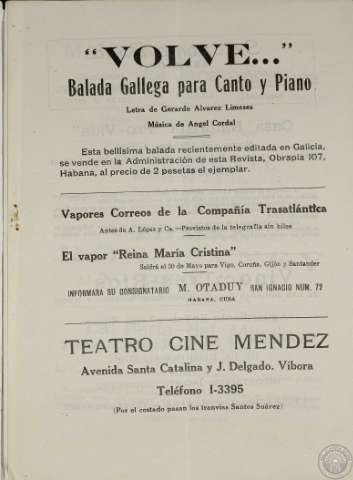 "VOLVE..."
Balada Gallega para Canto y Piano
Letra de Gerardo Alvarez Limeses
Música de Angel Cordal
Esta bellísima balada recientemente editada en Galicia,
se vende en la Administración de esta Revista, Obrapía 107,
Habana, al precio de 2 pesetas el ejemplar.
Vapores Correos de la Compañía Trasatlántica
Antes de A. López y Ca.—Provistos de la telegrafía sin hilos
El vapor "Reina María Cristina"
Saldrá el 30 de Mayo para Vigo, Coruña, Gijón y Santander
INFORMARA SU CONSIGNATARIO M. OTADUY SAN IGNACIO NUM. 72
HABANA, CUBA
TEATRO CINE MENDEZ
Avenida Santa Catalina y J. Delgado. Víbora
Teléfono I-3395
(Por el costado pasan los tranvías Santos Suárez)